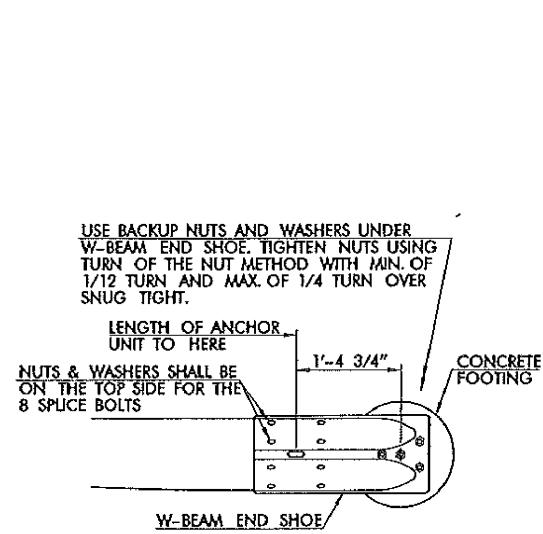 USE BACKUP NUTS AND WASHERS UNDER
W-BEAM END SHOE. TIGHTEN NUTS USING
TURN OF THE NUT METHOD WITH MIN. OF
1/12 TURN AND MAX. OF 1/4 TURN OVER
SNUG TIGHT.
LENGTH OF ANCHOR
UNIT TO HERE
1'-4 3/4"
CONCRETE
FOOTING
NUTS & WASHERS SHALL BE
ON THE TOP SIDE FOR THE
8 SPLICE BOLTS
W-BEAM END SHOE